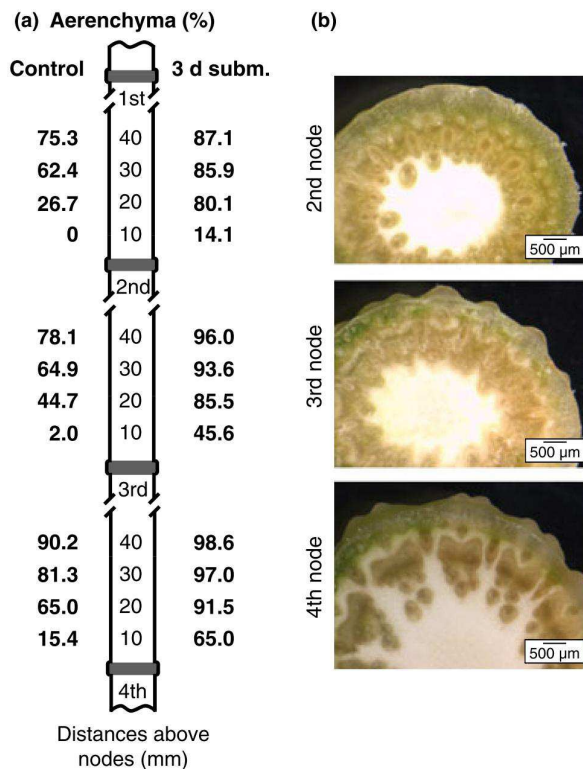 (a) Aerenchyma (%)
Control 3 d subm.
1st
75.3 40 87.1
62.4 30 85.9
26.7 20 80.1
0 10 14.1
2nd
78.1 40 96.0
64.9 30 93.6
44.7 20 85.5
2.0 10 45.6
3rd
90.2 40 98.6
81.3 30 97.0
65.0 20 91.5
15.4 10 65.0
4th
Distances above
nodes (mm)
(b)
2nd node
500 µm
3rd node
500 µm
4th node
500 µm